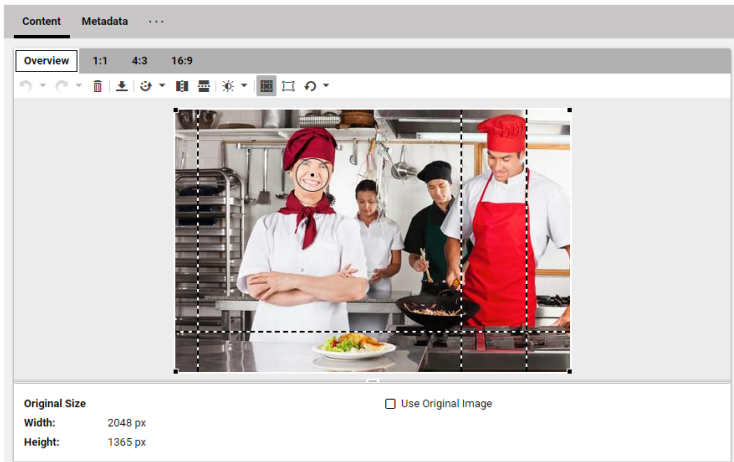 Content Metadata ...
Overview 1:1 4:3 16:9
Original Size
Use Original Image
Width: 2048 px
Height: 1365 px